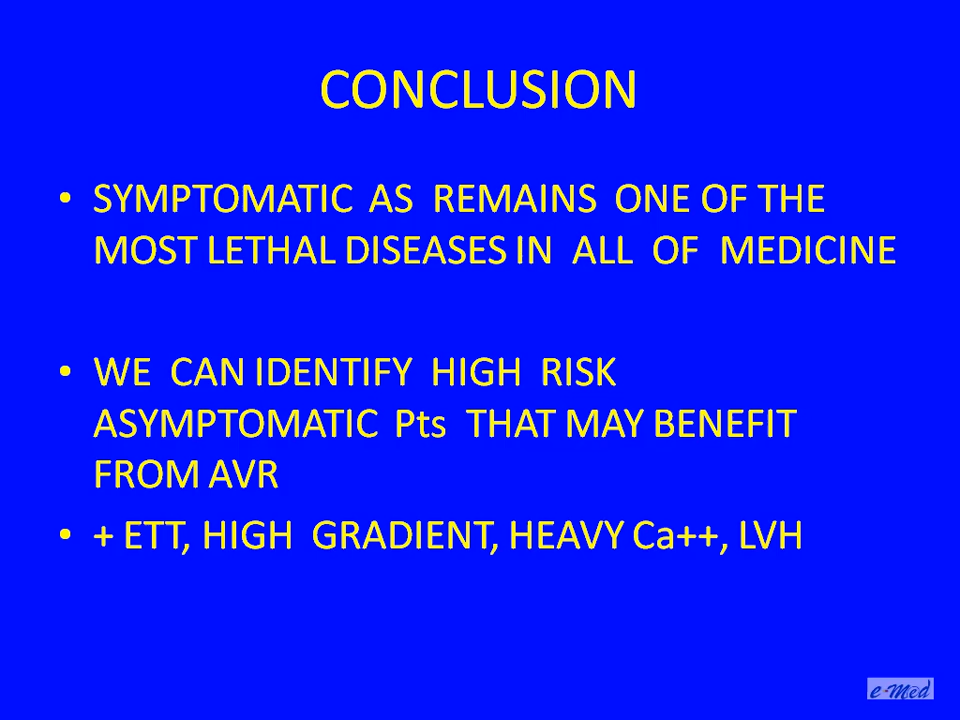 CONCLUSION
• SYMPTOMATIC AS REMAINS ONE OF THE
MOST LETHAL DISEASES IN ALL OF MEDICINE
• WE CAN IDENTIFY HIGH RISK
ASYMPTOMATIC Pts THAT MAY BENEFIT
FROM AVR
• + ETT, HIGH GRADIENT, HEAVY Ca++, LVH
e-Med